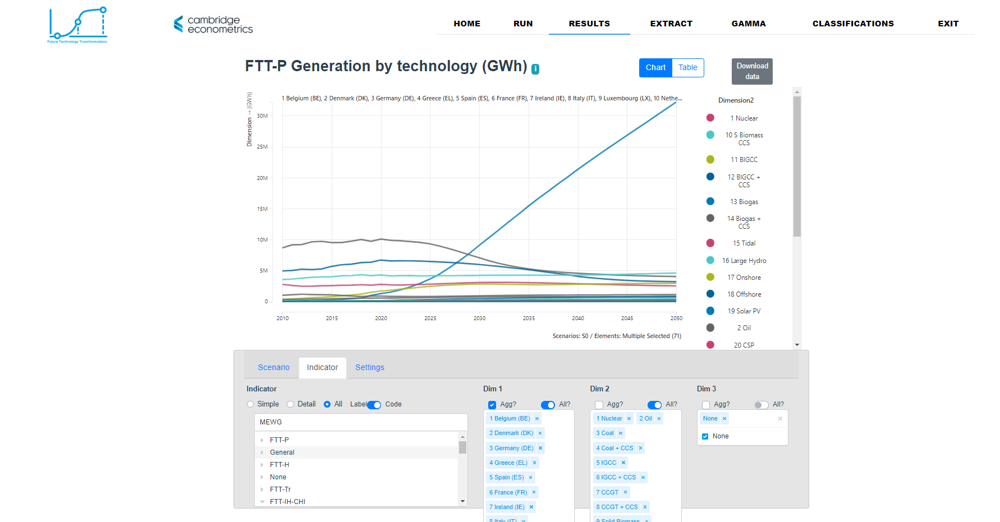 Future Technology Transformations
cambridge
econometrics
HOME RUN RESULTS EXTRACT GAMMA CLASSIFICATIONS EXIT
FTT-P Generation by technology (GWh) i
Chart Table
Download
data
1 Belgium (BE), 2 Denmark (DK), 3 Germany (DE), 4 Greece (EL), 5 Spain (ES), 6 France (FR), 7 Ireland (IE), 8 Italy (IT), 9 Luxembourg (LX), 10 Nethe...
Dimension → (GWh)
30M
25M
20M
15M
10M
5M
0
2010 2015 2020 2025 2030 2035 2040 2045 2050
Scenarios: S0 / Elements: Multiple Selected (71)
Dimension2
1 Nuclear
10 S Biomass
CCS
11 BIGCC
12 BIGCC +
CCS
13 Biogas
14 Biogas +
CCS
15 Tidal
16 Large Hydro
17 Onshore
18 Offshore
19 Solar PV
2 Oil
20 CSP
Scenario Indicator Settings
Indicator
Simple Detail All Label Code
MEWG
FTT-P
General
FTT-H
None
FTT-Tr
FTT-IH-CHI
Dim 1
Agg? All?
1 Belgium (BE) ×
2 Denmark (DK) ×
3 Germany (DE) ×
4 Greece (EL) ×
5 Spain (ES) ×
6 France (FR) ×
7 Ireland (IE) ×
8 Italy (IT) ×
Dim 2
Agg? All?
1 Nuclear × 2 Oil ×
3 Coal ×
4 Coal + CCS ×
5 IGCC ×
6 IGCC + CCS ×
7 CCGT ×
8 CCGT + CCS ×
9 Solid Biomass ×
Dim 3
Agg? All?
None × ×
None